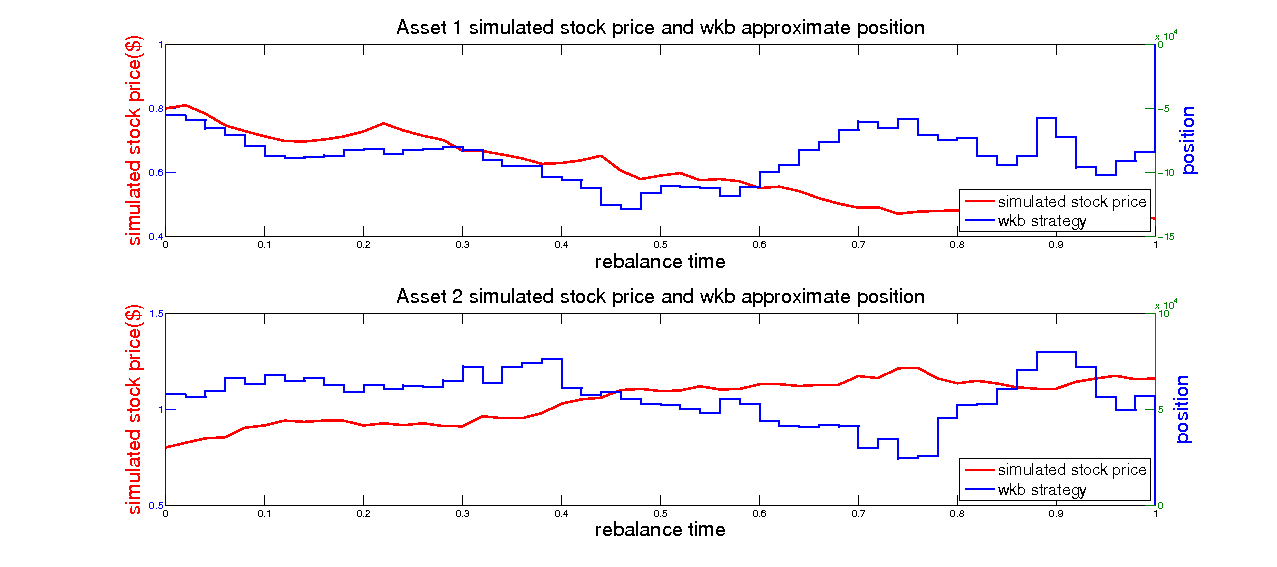 Asset 1 simulated stock price and wkb approximate position
x 10^4
simulated stock price($)
1
0.8
0.6
0.4
0
-5
-10
-15
position
simulated stock price
wkb strategy
0 0.1 0.2 0.3 0.4 0.5 0.6 0.7 0.8 0.9 1
rebalance time
Asset 2 simulated stock price and wkb approximate position
x 10^4
simulated stock price($)
1.5
1
0.5
10
5
0
position
simulated stock price
wkb strategy
0 0.1 0.2 0.3 0.4 0.5 0.6 0.7 0.8 0.9 1
rebalance time